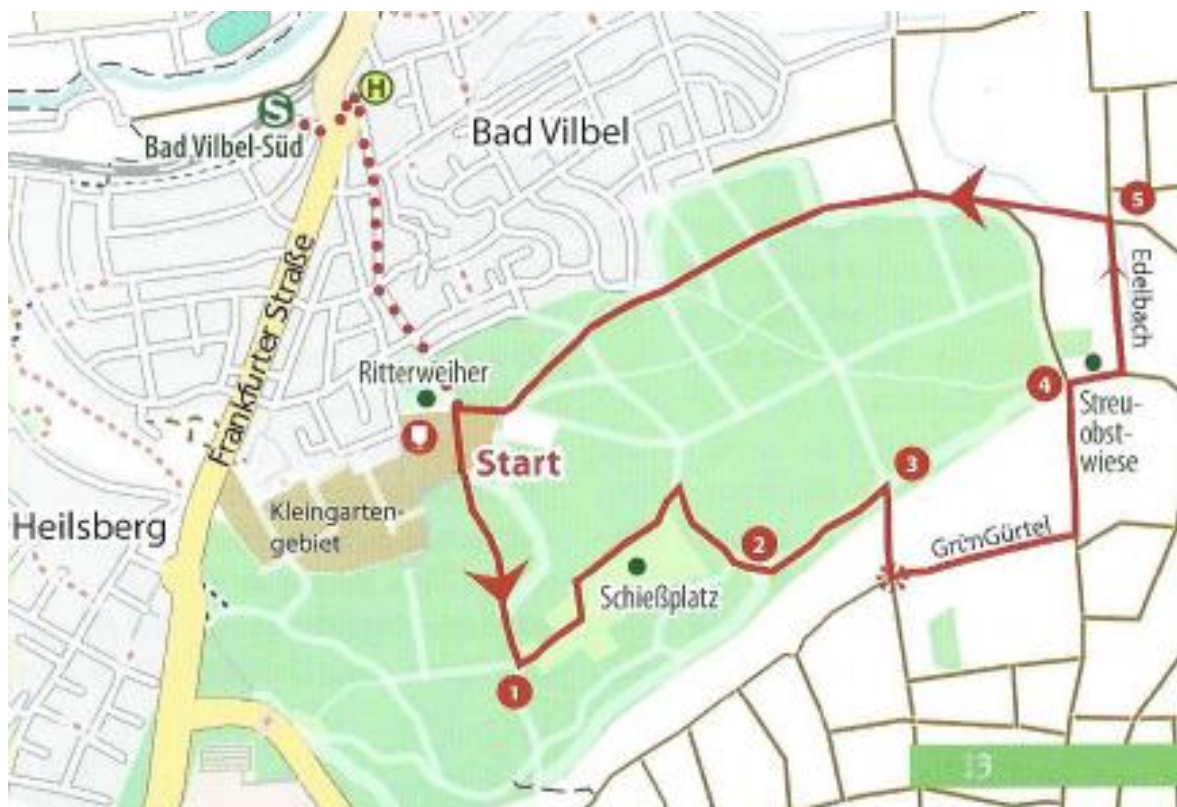 H
S
Bad Vilbel-Süd
Bad Vilbel
Frankfurter Straße
5
Edelbach
Ritterweiher
4
Streu-
obst-
wiese
Start
3
Heilsberg
Kleingarten-
gebiet
2
GrünGürtel
Schießplatz
1